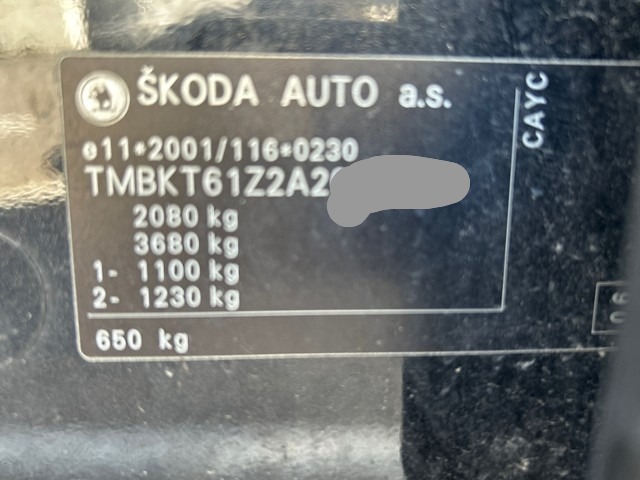 ŠKODA AUTO a.s.
e11*2001/116*0230
TMBKT61Z2A2
2080 kg
3680 kg
1- 1100 kg
2- 1230 kg
650 kg
CAYC
06